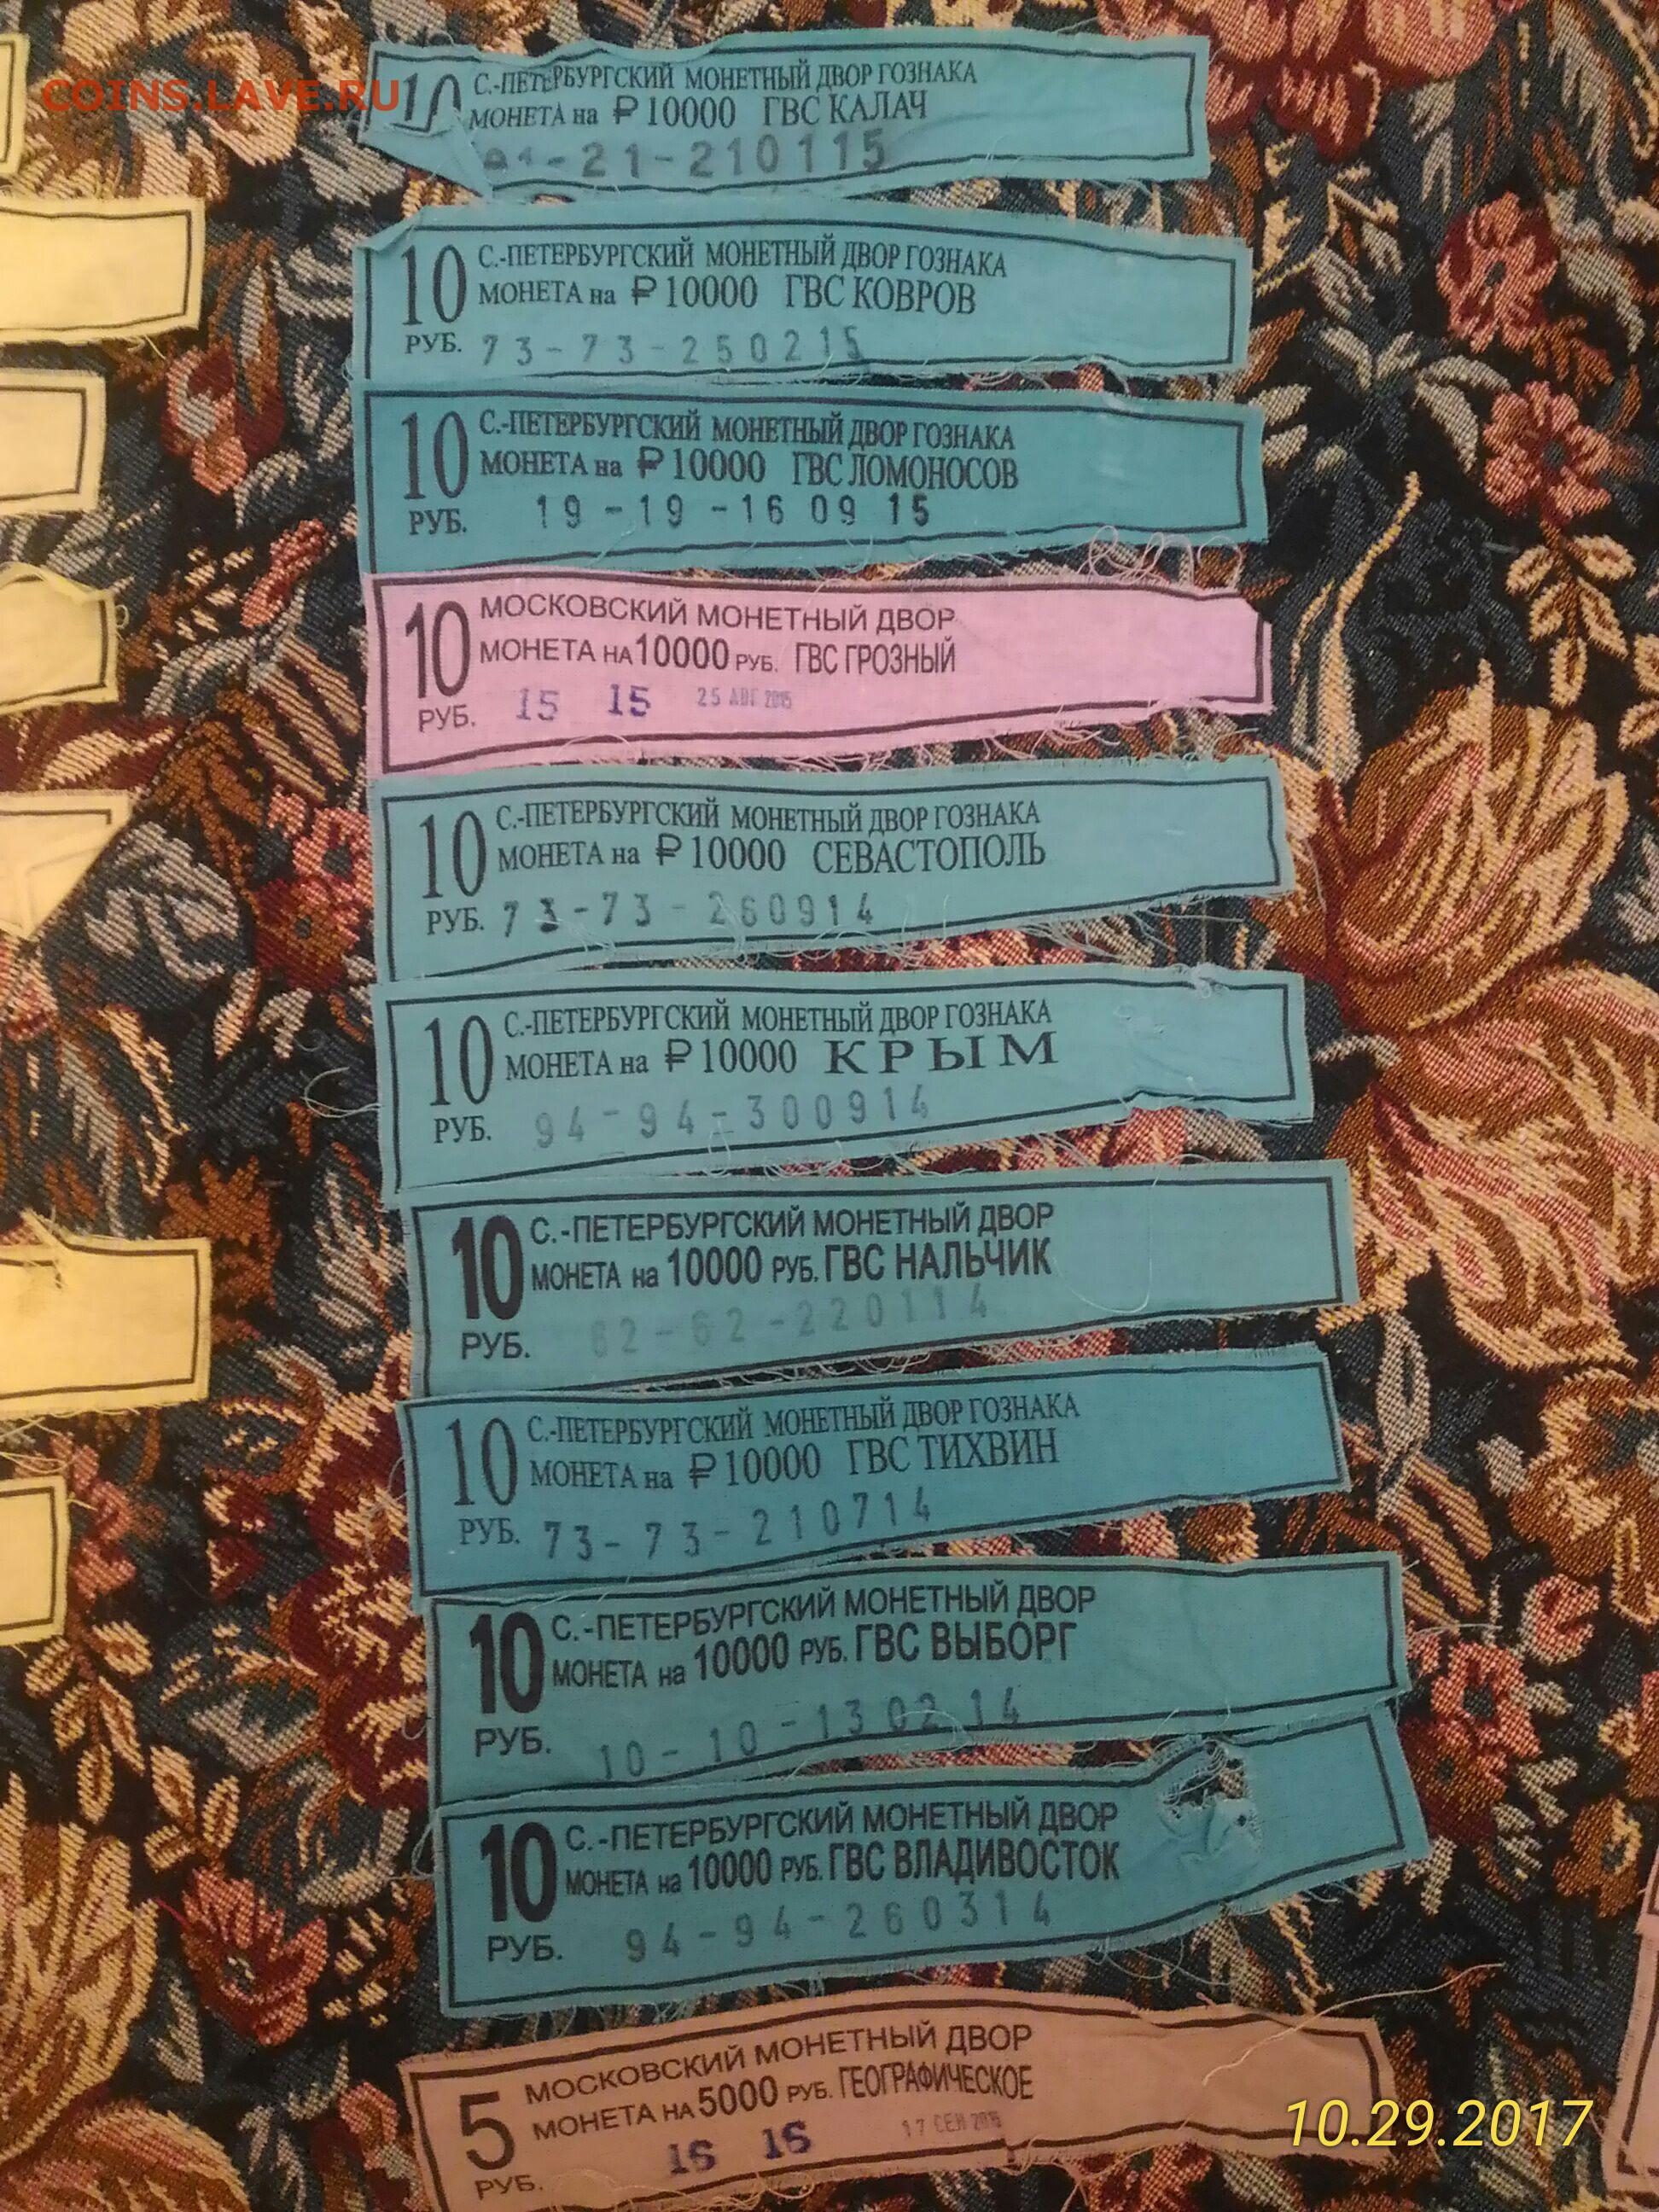 COINS.LAVE.RU
10 С.-ПЕТЕРБУРГСКИЙ МОНЕТНЫЙ ДВОР ГОЗНАКА
МОНЕТА на ₽ 10000 ГВС КАЛАЧ
-21-210115
10 С.-ПЕТЕРБУРГСКИЙ МОНЕТНЫЙ ДВОР ГОЗНАКА
МОНЕТА на ₽ 10000 ГВС КОВРОВ
РУБ. 73-73-250215
10 С.-ПЕТЕРБУРГСКИЙ МОНЕТНЫЙ ДВОР ГОЗНАКА
МОНЕТА на ₽ 10000 ГВС ЛОМОНОСОВ
РУБ. 19-19-16 09 15
10 МОСКОВСКИЙ МОНЕТНЫЙ ДВОР
МОНЕТА НА 10000 РУБ. ГВС ГРОЗНЫЙ
РУБ. 15 15 25 АВГ 2015
10 С.-ПЕТЕРБУРГСКИЙ МОНЕТНЫЙ ДВОР ГОЗНАКА
МОНЕТА на ₽ 10000 СЕВАСТОПОЛЬ
РУБ. 73-73-260914
10 С.-ПЕТЕРБУРГСКИЙ МОНЕТНЫЙ ДВОР ГОЗНАКА
МОНЕТА на ₽ 10000 КРЫМ
РУБ. 94-94-300914
10 С.-ПЕТЕРБУРГСКИЙ МОНЕТНЫЙ ДВОР
МОНЕТА на 10000 РУБ. ГВС НАЛЬЧИК
РУБ. 62-62-220114
10 С.-ПЕТЕРБУРГСКИЙ МОНЕТНЫЙ ДВОР ГОЗНАКА
МОНЕТА на ₽ 10000 ГВС ТИХВИН
РУБ. 73-73-210714
10 С.-ПЕТЕРБУРГСКИЙ МОНЕТНЫЙ ДВОР
МОНЕТА на 10000 РУБ. ГВС ВЫБОРГ
РУБ. 10-10-13 02 14
10 С.-ПЕТЕРБУРГСКИЙ МОНЕТНЫЙ ДВОР
МОНЕТА на 10000 РУБ. ГВС ВЛАДИВОСТОК
РУБ. 94-94-260314
5 МОСКОВСКИЙ МОНЕТНЫЙ ДВОР
МОНЕТА НА 5000 РУБ. ГЕОГРАФИЧЕСКОЕ
РУБ. 16 16 17 СЕН 2015
10.29.2017